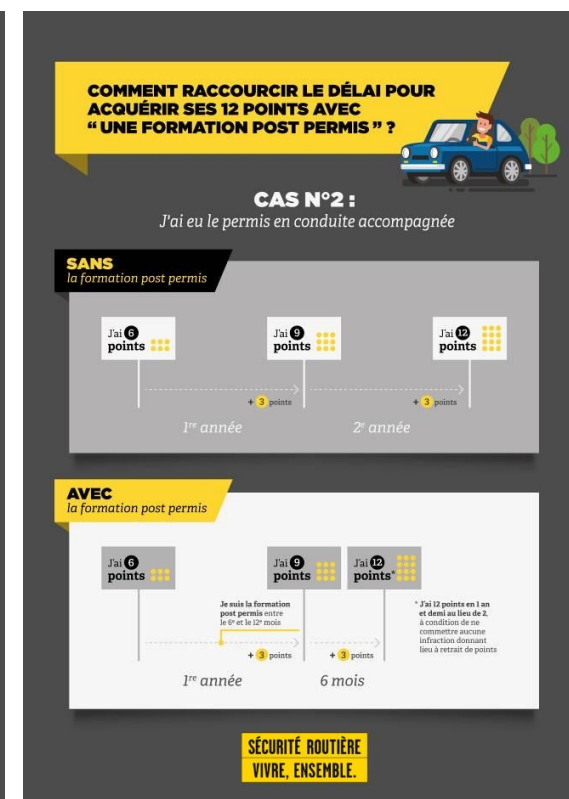 COMMENT RACCOURCIR LE DÉLAI POUR
ACQUÉRIR SES 12 POINTS AVEC
“ UNE FORMATION POST PERMIS ” ?
CAS N°2 :
J'ai eu le permis en conduite accompagnée
SANS
la formation post permis
J'ai 6
points
J'ai 9
points
J'ai 12
points
+ 3 points
+ 3 points
1re année
2e année
AVEC
la formation post permis
J'ai 6
points
J'ai 9
points
J'ai 12
points*
Je suis la formation
post permis entre
le 6e et le 12e mois
* J'ai 12 points en 1 an
et demi au lieu de 2,
à condition de ne
commettre aucune
infraction donnant
lieu à retrait de points
+ 3 points
+ 3 points
1re année
6 mois
SÉCURITÉ ROUTIÈRE
VIVRE, ENSEMBLE.